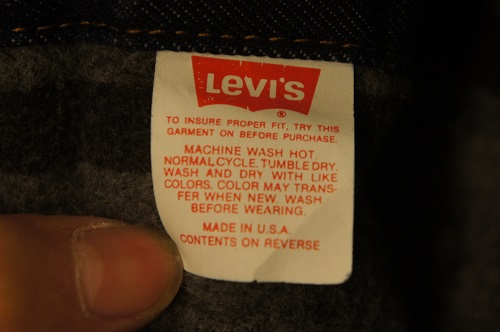 LEVI'S
®
TO INSURE PROPER FIT, TRY THIS
GARMENT ON BEFORE PURCHASE.
MACHINE WASH HOT.
NORMAL CYCLE. TUMBLE DRY.
WASH AND DRY WITH LIKE
COLORS. COLOR MAY TRANS-
FER WHEN NEW. WASH
BEFORE WEARING.
MADE IN U.S.A.
CONTENTS ON REVERSE